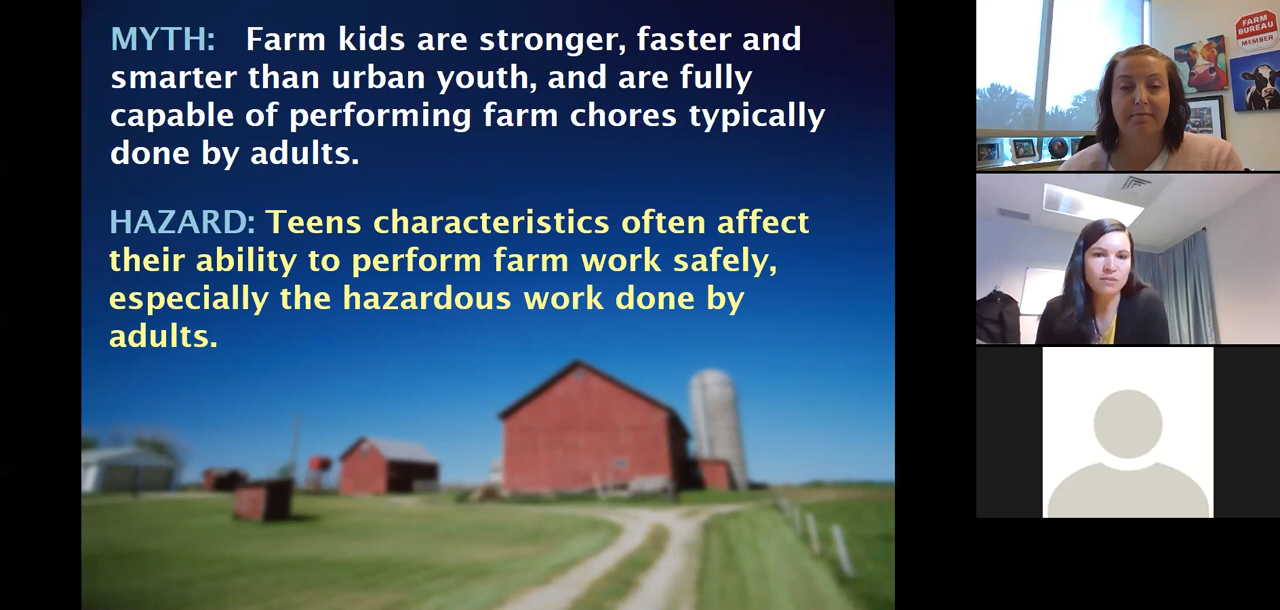 MYTH: Farm kids are stronger, faster and
smarter than urban youth, and are fully
capable of performing farm chores typically
done by adults.
HAZARD: Teens characteristics often affect
their ability to perform farm work safely,
especially the hazardous work done by
adults.
FARM
BUREAU
MEMBER